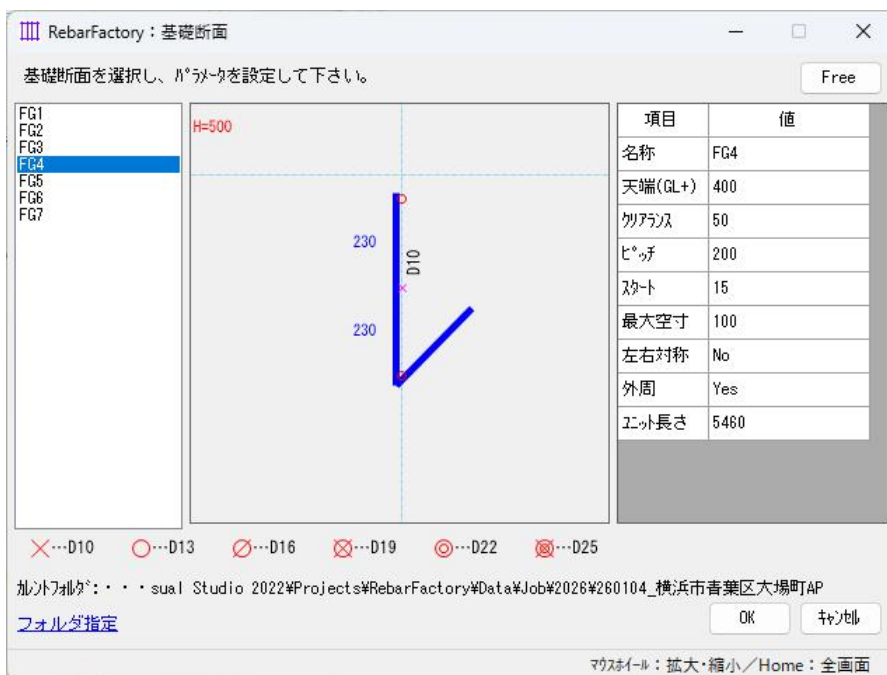 RebarFactory：基礎断面
基礎断面を選択し、ﾊﾟﾗﾒｰﾀを設定して下さい。
Free
FG1
FG2
FG3
FG4
FG5
FG6
FG7
H=500
230
D10
230
項目 値
名称 FG4
天端(GL+) 400
ｸﾘｱﾗﾝｽ 50
ﾋﾟｯﾁ 200
ｽﾀｰﾄ 15
最大空寸 100
左右対称 No
外周 Yes
ﾕﾆｯﾄ長さ 5460
…D10 …D13 …D16 …D19 …D22 …D25
ｶﾚﾝﾄﾌｫﾙﾀﾞ：・・・sual Studio 2022¥Projects¥RebarFactory¥Data¥Job¥2026¥260104_横浜市青葉区大場町AP
フォルダ指定
OK
ｷｬﾝｾﾙ
ﾏｳｽﾎｲｰﾙ：拡大・縮小／Home：全画面